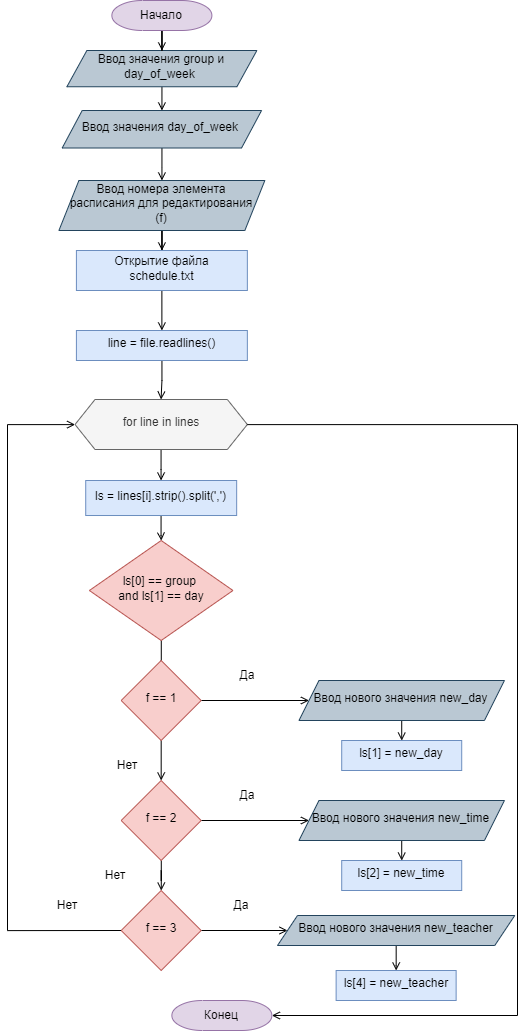 Начало
Ввод значения group и
day_of_week
Ввод значения day_of_week
Ввод номера элемента
расписания для редактирования
(f)
Открытие файла
schedule.txt
line = file.readlines()
for line in lines
ls = lines[i].strip().split(',')
ls[0] == group
and ls[1] == day
f == 1
Да
Ввод нового значения new_day
ls[1] = new_day
Нет
f == 2
Да
Ввод нового значения new_time
ls[2] = new_time
Нет
f == 3
Нет
Да
Ввод нового значения new_teacher
ls[4] = new_teacher
Конец